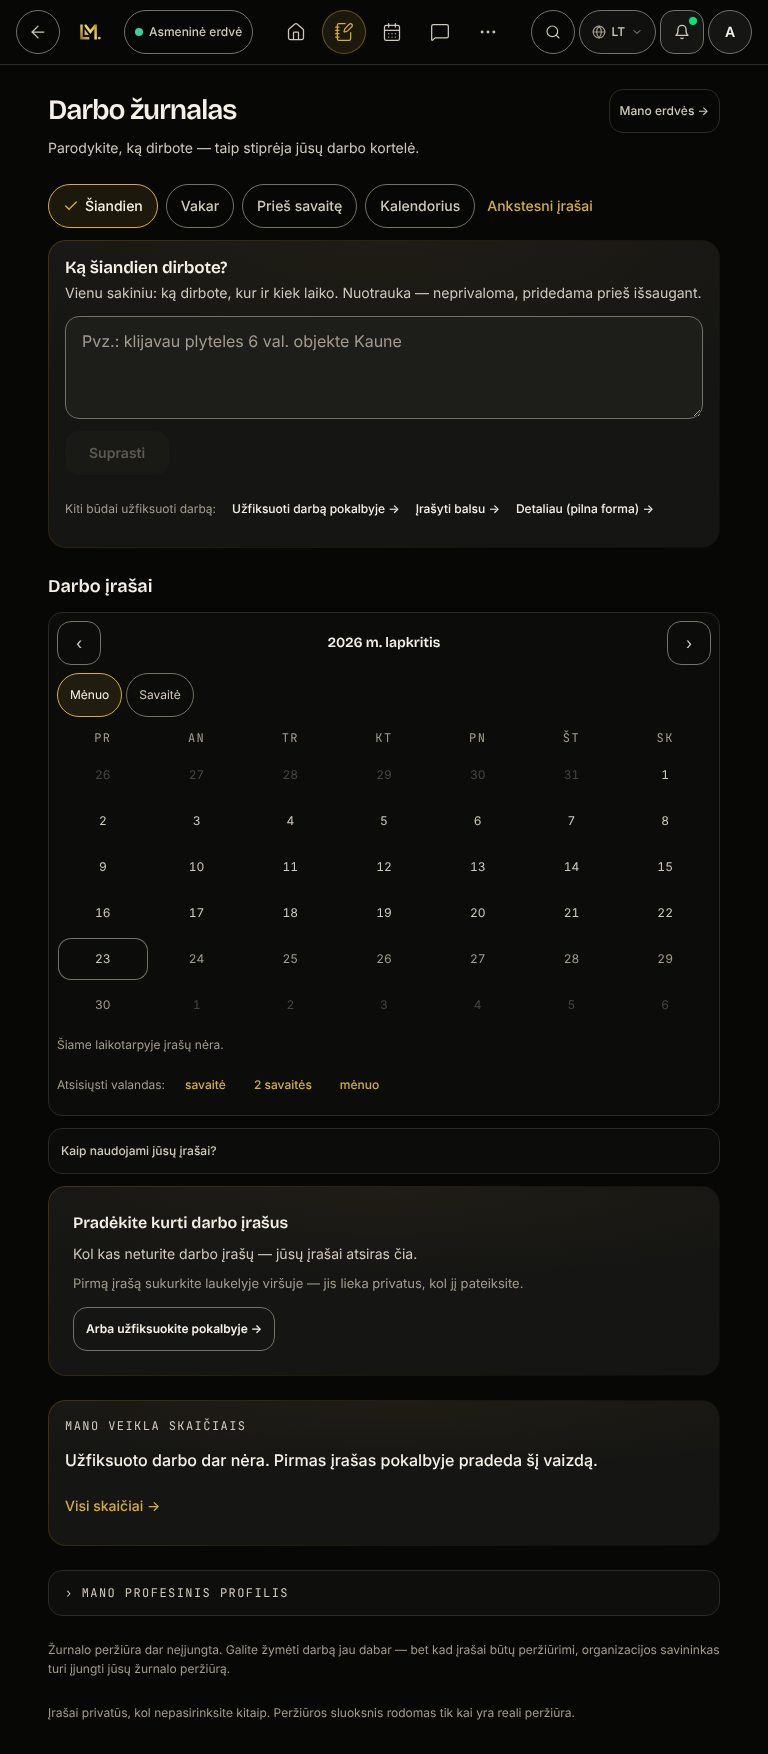 LM.
Asmeninė erdvė
LT
A
Darbo žurnalas
Mano erdvės →
Parodykite, ką dirbote — taip stiprėja jūsų darbo kortelė.
Šiandien Vakar Prieš savaitę Kalendorius Ankstesni įrašai
Ką šiandien dirbote?
Vienu sakiniu: ką dirbote, kur ir kiek laiko. Nuotrauka — neprivaloma, pridedama prieš išsaugant.
Pvz.: klijavau plyteles 6 val. objekte Kaune
Suprasti
Kiti būdai užfiksuoti darbą: Užfiksuoti darbą pokalbyje → Įrašyti balsu → Detaliau (pilna forma) →
Darbo įrašai
‹ 2026 m. lapkritis ›
Mėnuo Savaitė
PR AN TR KT PN ŠT SK
26 27 28 29 30 31 1
2 3 4 5 6 7 8
9 10 11 12 13 14 15
16 17 18 19 20 21 22
23 24 25 26 27 28 29
30 1 2 3 4 5 6
Šiame laikotarpyje įrašų nėra.
Atsisiųsti valandas: savaitė 2 savaitės mėnuo
Kaip naudojami jūsų įrašai?
Pradėkite kurti darbo įrašus
Kol kas neturite darbo įrašų — jūsų įrašai atsiras čia.
Pirmą įrašą sukurkite laukelyje viršuje — jis lieka privatus, kol jį pateiksite.
Arba užfiksuokite pokalbyje →
MANO VEIKLA SKAIČIAIS
Užfiksuoto darbo dar nėra. Pirmas įrašas pokalbyje pradeda šį vaizdą.
Visi skaičiai →
› MANO PROFESINIS PROFILIS
Žurnalo peržiūra dar neįjungta. Galite žymėti darbą jau dabar — bet kad įrašai būtų peržiūrimi, organizacijos savininkas
turi įjungti jūsų žurnalo peržiūrą.
Įrašai privatūs, kol nepasirinksite kitaip. Peržiūros sluoksnis rodomas tik kai yra reali peržiūra.